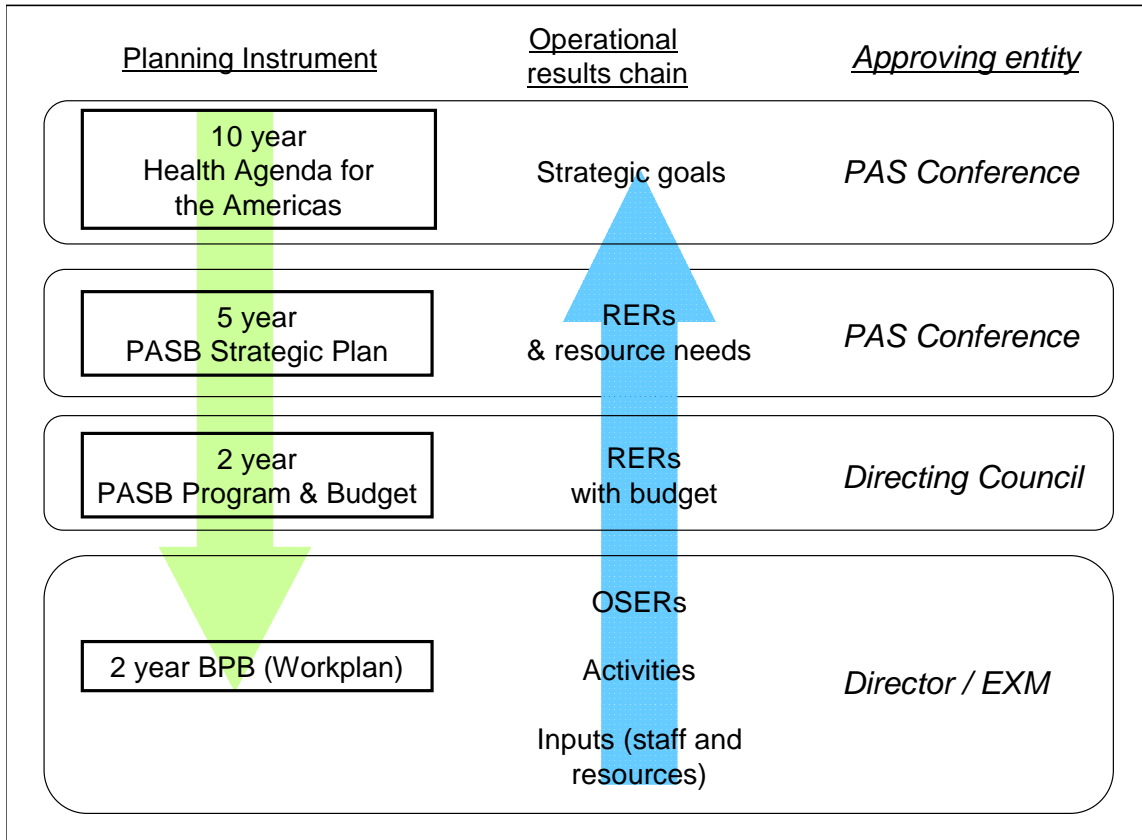 Planning Instrument
Operational
results chain
Approving entity
10 year
Health Agenda for
the Americas
Strategic goals
PAS Conference
5 year
PASB Strategic Plan
RERs
& resource needs
PAS Conference
2 year
PASB Program & Budget
RERs
with budget
Directing Council
2 year BPB (Workplan)
OSERs
Activities
Inputs (staff and
resources)
Director / EXM